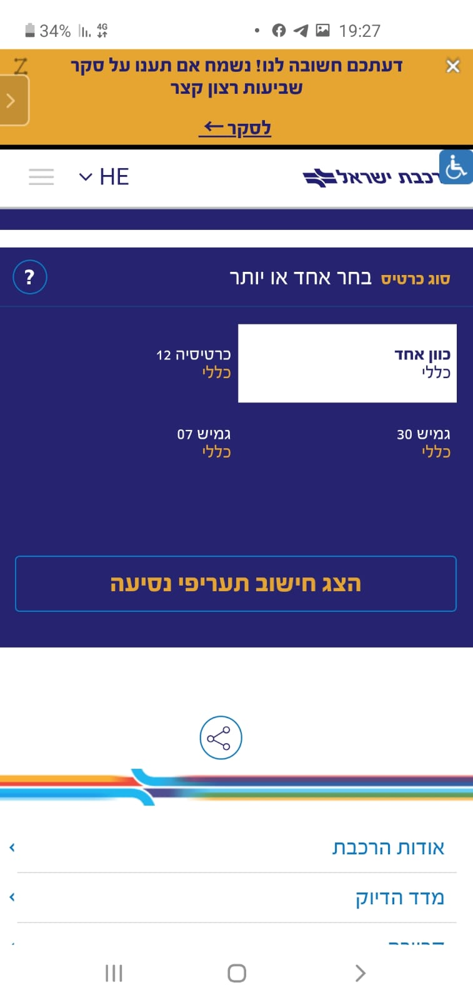 34% 4G 19:27
דעתכם חשובה לנו! נשמח אם תענו על סקר
שביעות רצון קצר
לסקר ←
רכבת ישראל HE
סוג כרטיס בחר אחד או יותר ?
כוון אחד
כללי
כרטיסיה 12
כללי
גמיש 30
כללי
גמיש 07
כללי
הצג חישוב תעריפי נסיעה
אודות הרכבת
מדד הדיוק